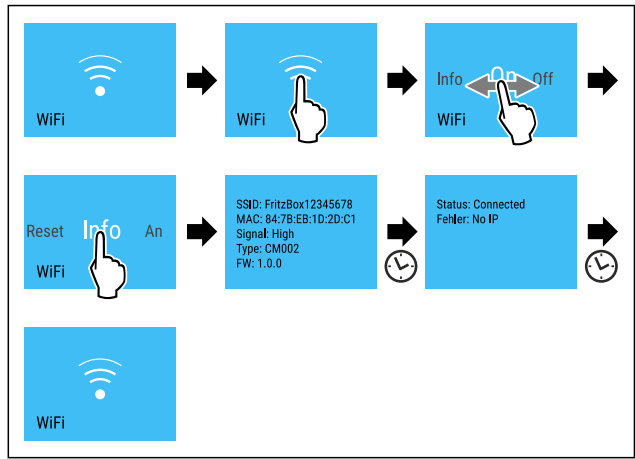 WiFi
WiFi
Info On Off
WiFi
Reset Info An
WiFi
SSID: FritzBox12345678
MAC: 84:7B:EB:1D:2D:C1
Signal: High
Type: CM002
FW: 1.0.0
Status: Connected
Fehler: No IP
WiFi